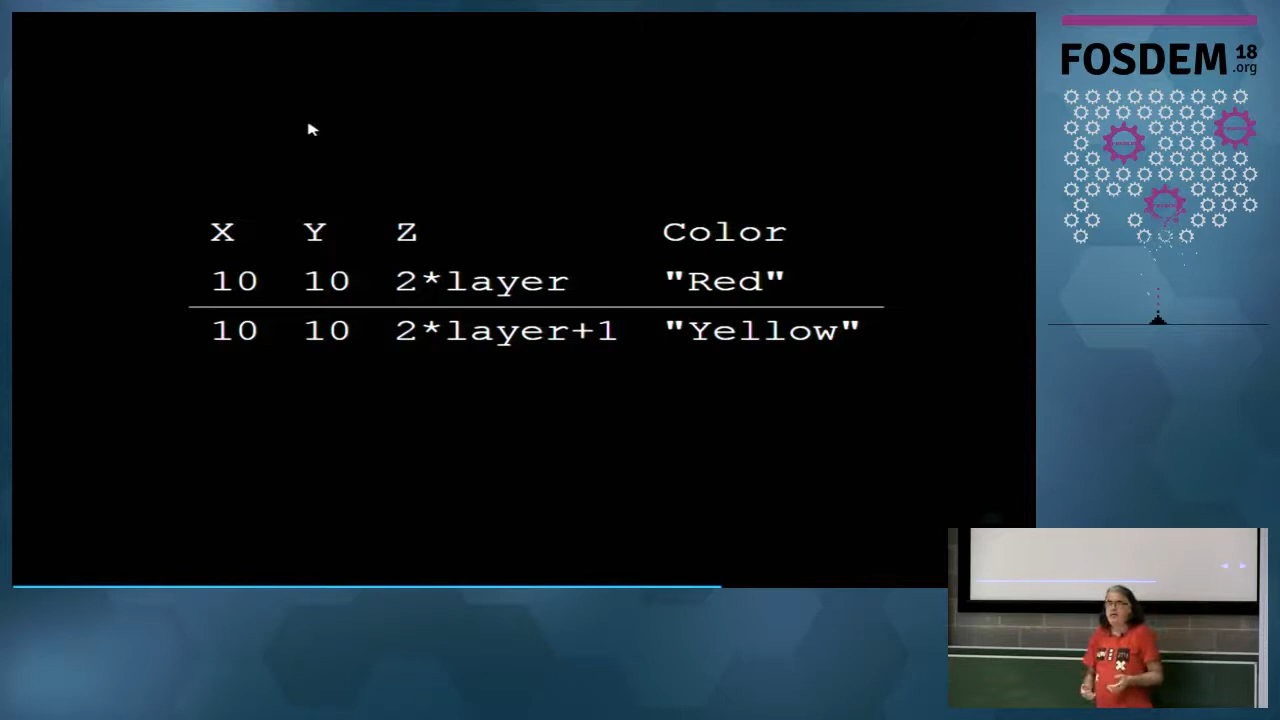 X Y Z Color
10 10 2*layer "Red"
10 10 2*layer+1 "Yellow"
FOSDEM 18
.org